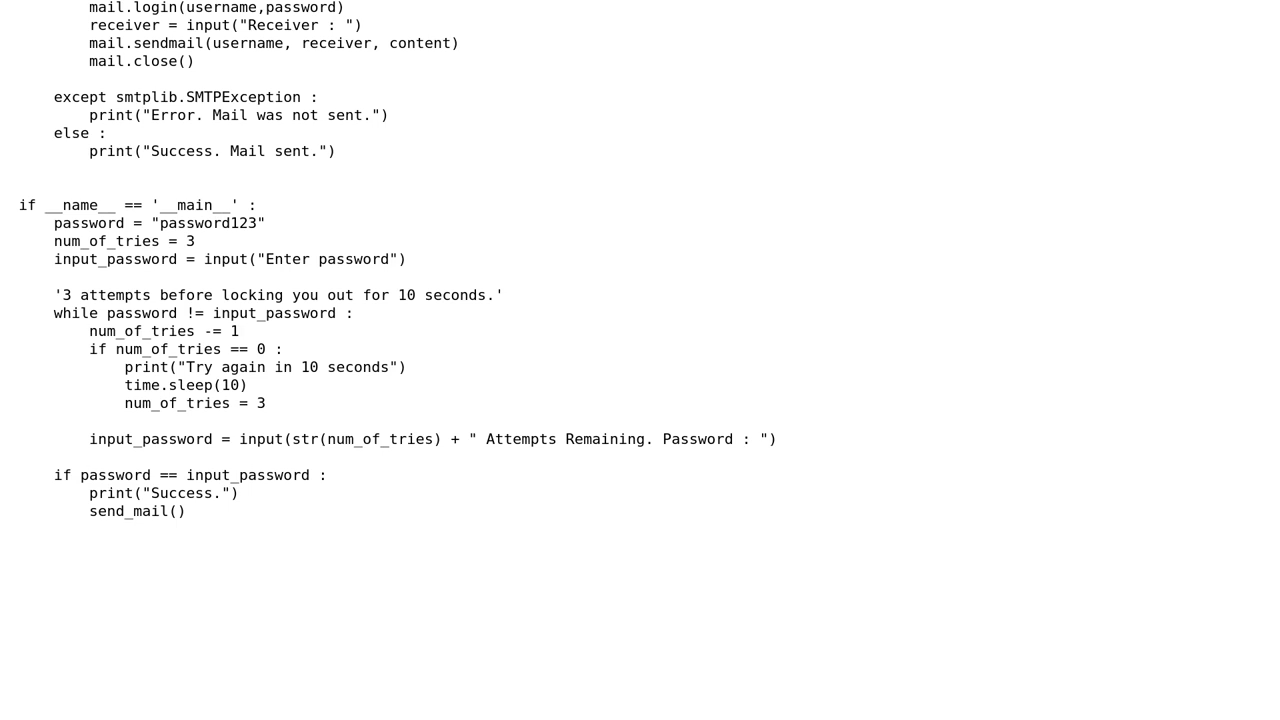 mail.login(username,password)
receiver = input("Receiver : ")
mail.sendmail(username, receiver, content)
mail.close()
except smtplib.SMTPException :
print("Error. Mail was not sent.")
else :
print("Success. Mail sent.")
if __name__ == '__main__' :
password = "password123"
num_of_tries = 3
input_password = input("Enter password")
'3 attempts before locking you out for 10 seconds.'
while password != input_password :
num_of_tries -= 1
if num_of_tries == 0 :
print("Try again in 10 seconds")
time.sleep(10)
num_of_tries = 3
input_password = input(str(num_of_tries) + " Attempts Remaining. Password : ")
if password == input_password :
print("Success.")
send_mail()